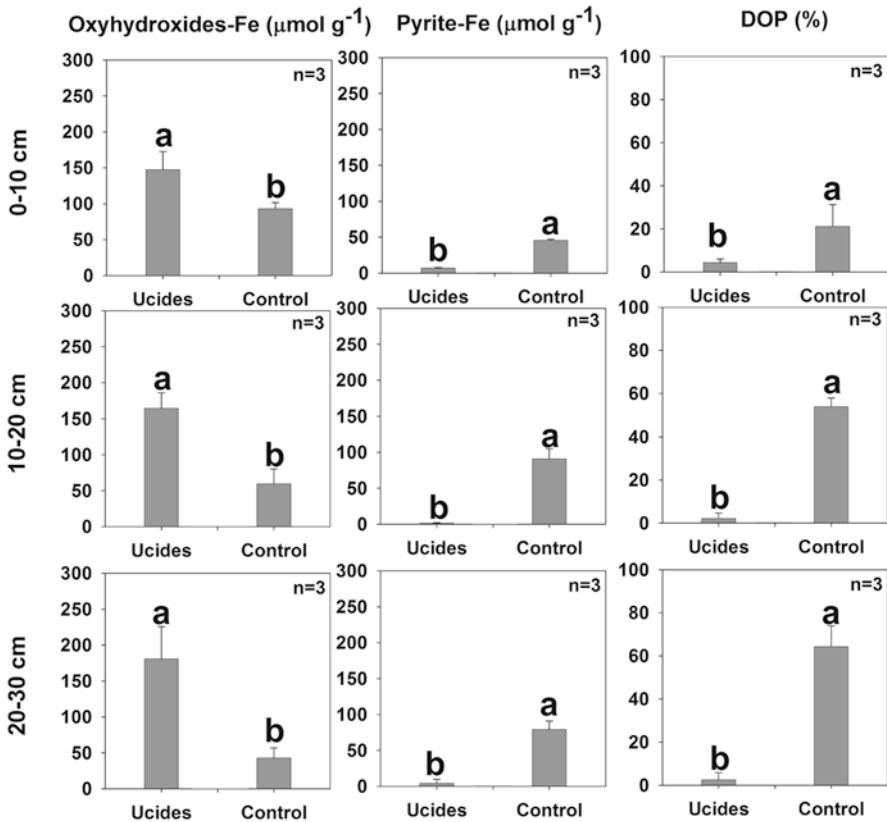 Oxyhydroxides-Fe (μmol g-1) Pyrite-Fe (μmol g-1) DOP (%)
0-10 cm
300
250
200
150
100
50
0
n=3
a
b
Ucides Control
300
250
200
150
100
50
0
n=3
b
a
Ucides Control
100
80
60
40
20
0
n=3
b
a
Ucides Control
10-20 cm
300
250
200
150
100
50
0
n=3
a
b
Ucides Control
300
250
200
150
100
50
0
n=3
b
a
Ucides Control
100
80
60
40
20
0
n=3
b
a
Ucides Control
20-30 cm
300
250
200
150
100
50
0
n=3
a
b
Ucides Control
300
250
200
150
100
50
0
n=3
b
a
Ucides Control
100
80
60
40
20
0
n=3
b
a
Ucides Control